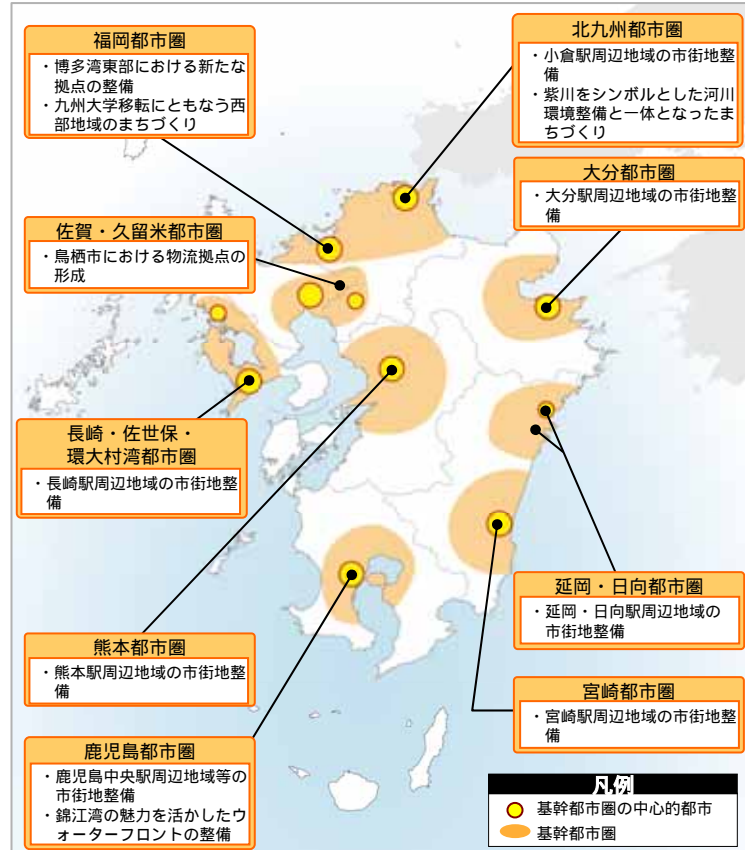 福岡都市圏
・博多湾東部における新たな
拠点の整備
・九州大学移転にともなう西
部地域のまちづくり
北九州都市圏
・小倉駅周辺地域の市街地整
備
・紫川をシンボルとした河川
環境整備と一体となったま
ちづくり
大分都市圏
・大分駅周辺地域の市街地整
備
佐賀・久留米都市圏
・鳥栖市における物流拠点の
形成
長崎・佐世保・
環大村湾都市圏
・長崎駅周辺地域の市街地整
備
延岡・日向都市圏
・延岡・日向駅周辺地域の
市街地整備
熊本都市圏
・熊本駅周辺地域の市街地整
備
宮崎都市圏
・宮崎駅周辺地域の市街地整
備
鹿児島都市圏
・鹿児島中央駅周辺地域等の
市街地整備
・錦江湾の魅力を活かしたウ
ォーターフロントの整備
凡例
基幹都市圏の中心的都市
基幹都市圏